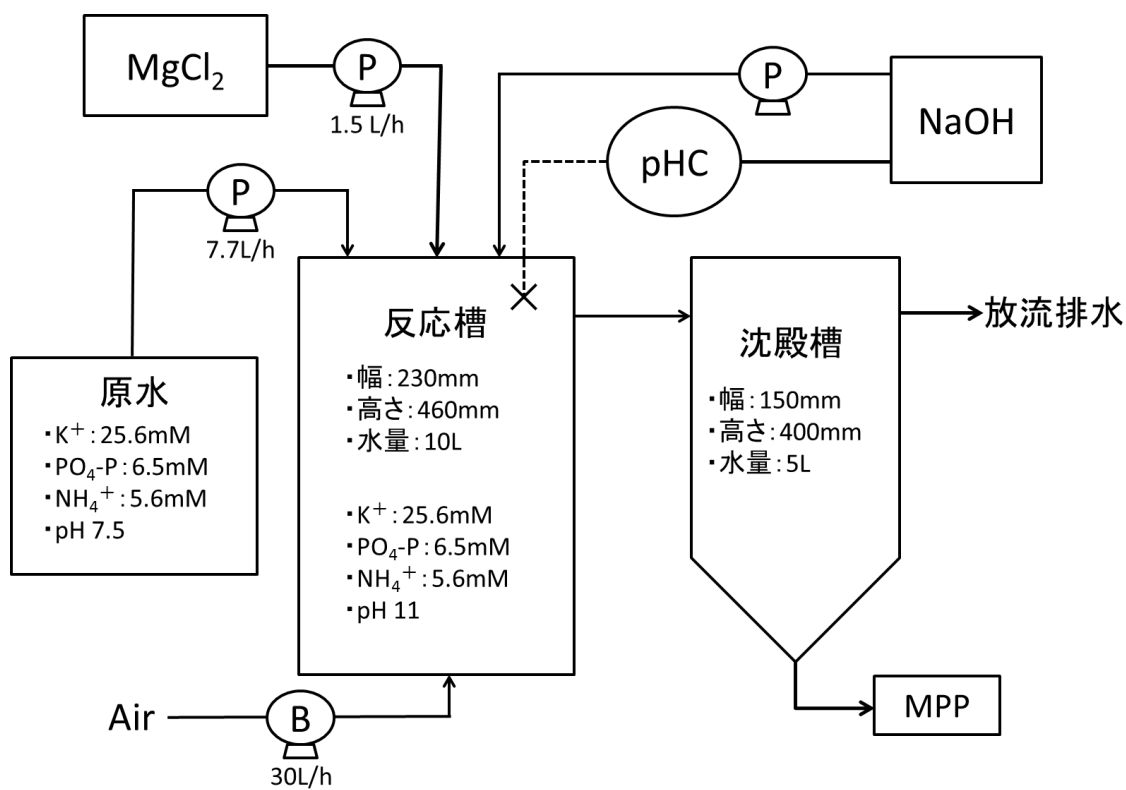 MgCl₂
P
1.5 L/h
P
NaOH
pHC
P
7.7L/h
原水
・K⁺：25.6mM
・PO₄-P：6.5mM
・NH₄⁺：5.6mM
・pH 7.5
反応槽
・幅：230mm
・高さ：460mm
・水量：10L
・K⁺：25.6mM
・PO₄-P：6.5mM
・NH₄⁺：5.6mM
・pH 11
沈殿槽
・幅：150mm
・高さ：400mm
・水量：5L
放流排水
MPP
Air
B
30L/h